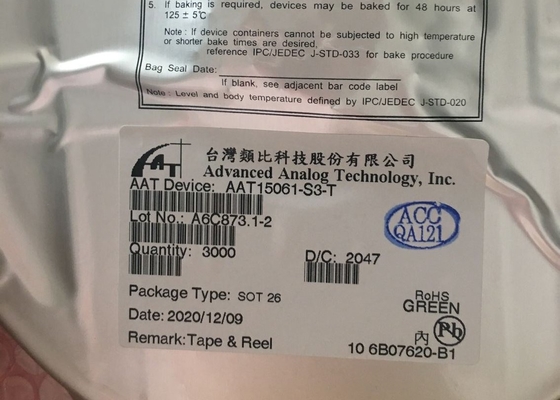 5. If baking is required, devices may be baked for 48 hours at
125 ± 5℃
Note : If device containers cannot be subjected to high temperature
or shorter bake times are desired,
reference IPC/JEDEC J-STD-033 for bake procedure
Bag Seal Date:
If blank, see adjacent bar code label
Note : Level and body temperature defined by IPC/JEDEC J-STD-020
AAT
台灣類比科技股份有限公司
Advanced Analog Technology, Inc.
AAT Device: AAT15061-S3-T
Lot No.: A6C873.1-2
ACC
QA121
Quantity: 3000
D/C: 2047
Package Type: SOT 26
RoHS
GREEN
Date: 2020/12/09
Pb
內
Remark:Tape & Reel
10 6B07620-B1